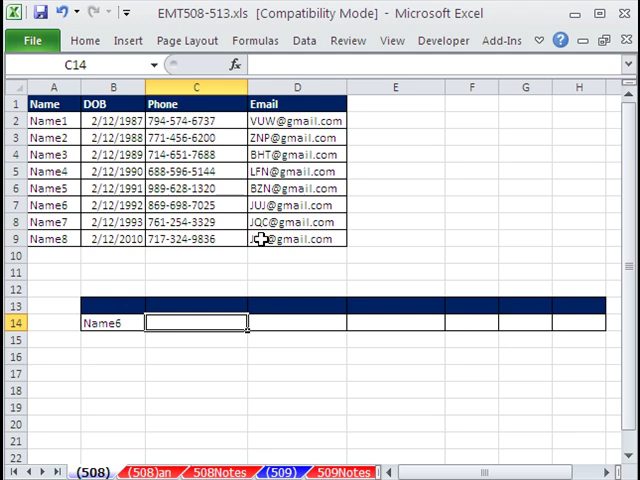 EMT508-513.xls [Compatibility Mode] - Microsoft Excel
File Home Insert Page Layout Formulas Data Review View Developer Add-Ins
C14 fx
A B C D E F G H
1 Name DOB Phone Email
2 Name1 2/12/1987 794-574-6737 VUW@gmail.com
3 Name2 2/12/1988 771-456-6200 ZNP@gmail.com
4 Name3 2/12/1989 714-651-7688 BHT@gmail.com
5 Name4 2/12/1990 688-596-5144 LFN@gmail.com
6 Name5 2/12/1991 989-628-1320 BZN@gmail.com
7 Name6 2/12/1992 869-698-7025 JUJ@gmail.com
8 Name7 2/12/1993 761-254-3329 JQC@gmail.com
9 Name8 2/12/2010 717-324-9836
10
11
12
13
14 Name6
15
16
17
18
19
20
21
22
(508) (508)an 508Notes (509) 509Notes